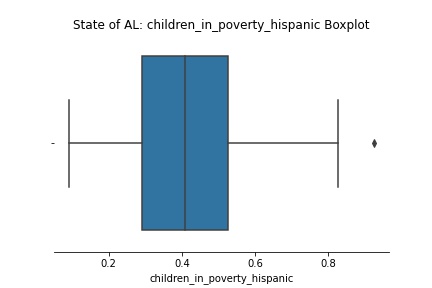 State of AL: children_in_poverty_hispanic Boxplot
0.2 0.4 0.6 0.8
children_in_poverty_hispanic